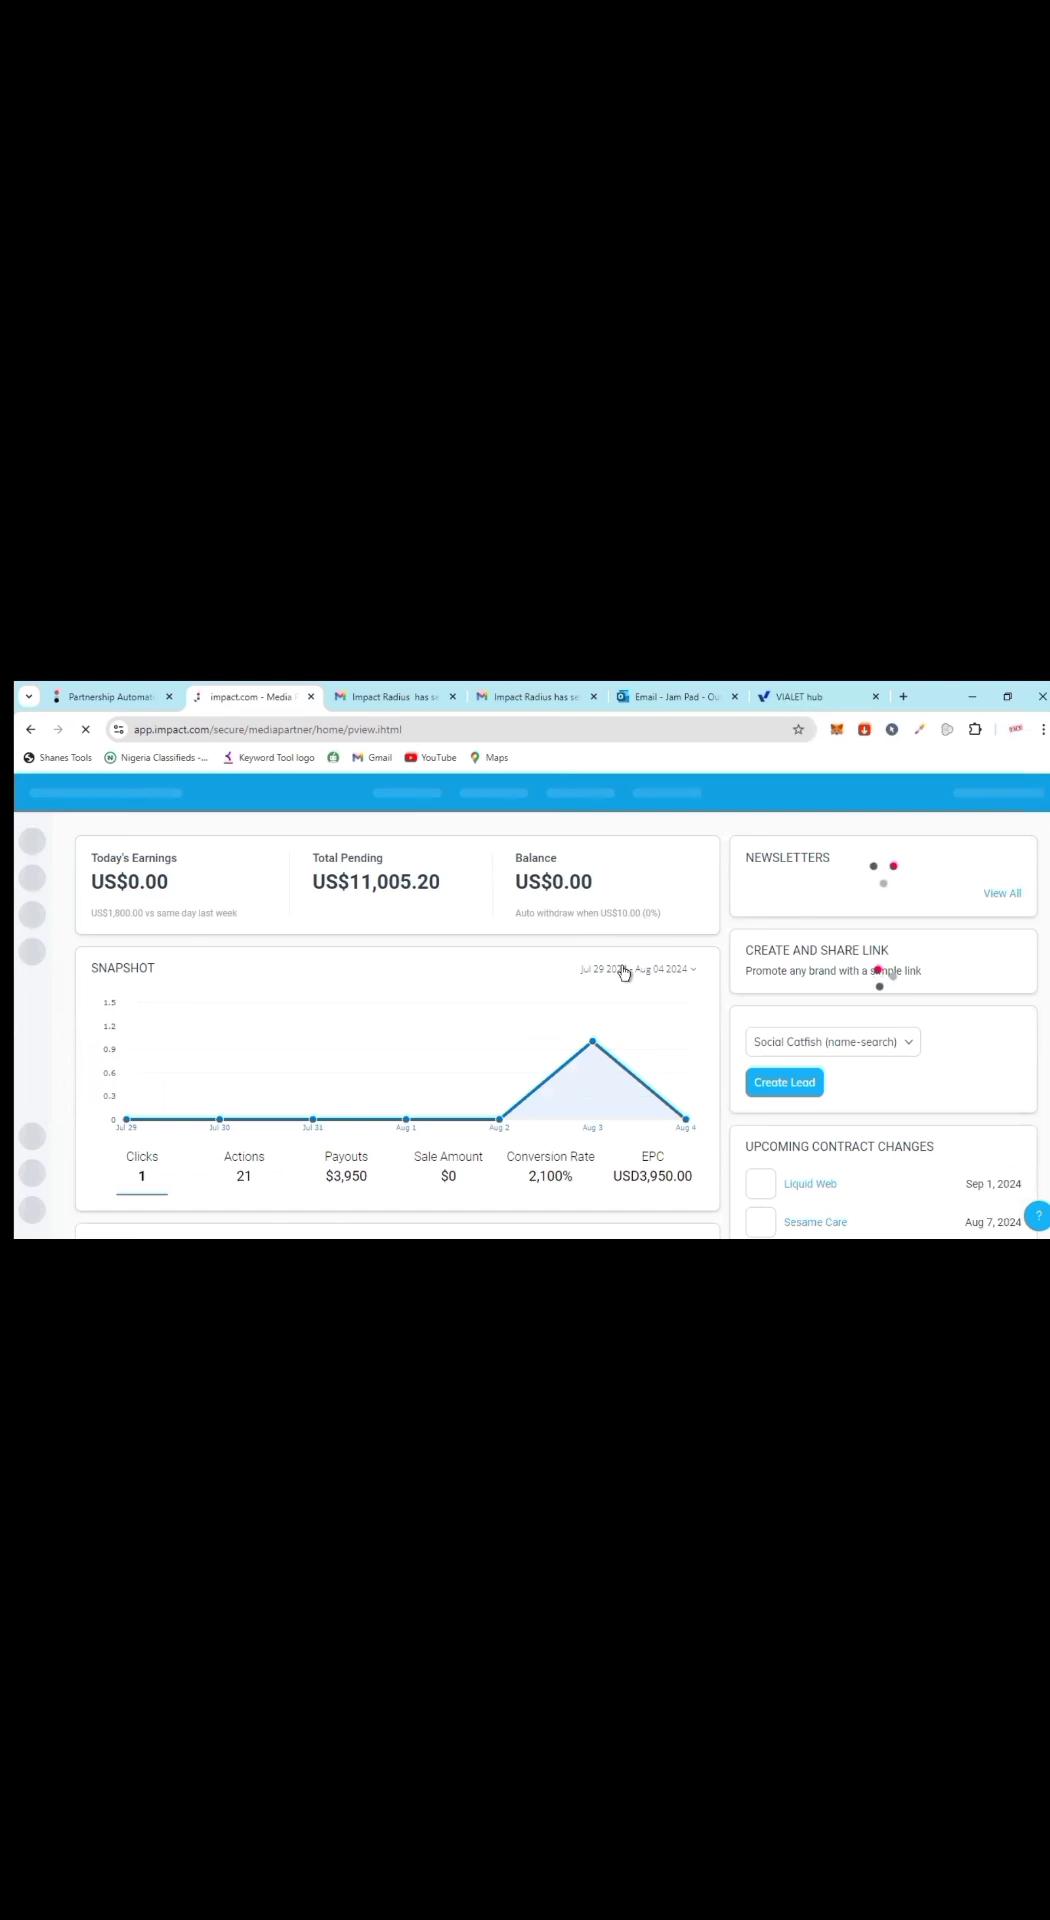 Partnership Automat
impact.com - Media P
Impact Radius has se
Impact Radius has se
Email - Jam Pad - Ou
VIALET hub
app.impact.com/secure/mediapartner/home/pview.ihtml
Shanes Tools
Nigeria Classifieds -...
Keyword Tool logo
Gmail
YouTube
Maps
Today's Earnings
US$0.00
US$1,800.00 vs same day last week
Total Pending
US$11,005.20
Balance
US$0.00
Auto withdraw when US$10.00 (0%)
SNAPSHOT
Jul 29 2024 - Aug 04 2024
1.5
1.2
0.9
0.6
0.3
0
Jul 29 Jul 30 Jul 31 Aug 1 Aug 2 Aug 3 Aug 4
Clicks Actions Payouts Sale Amount Conversion Rate EPC
1 21 $3,950 $0 2,100% USD3,950.00
NEWSLETTERS
View All
CREATE AND SHARE LINK
Promote any brand with a simple link
Social Catfish (name-search)
Create Lead
UPCOMING CONTRACT CHANGES
Liquid Web Sep 1, 2024
Sesame Care Aug 7, 2024
?